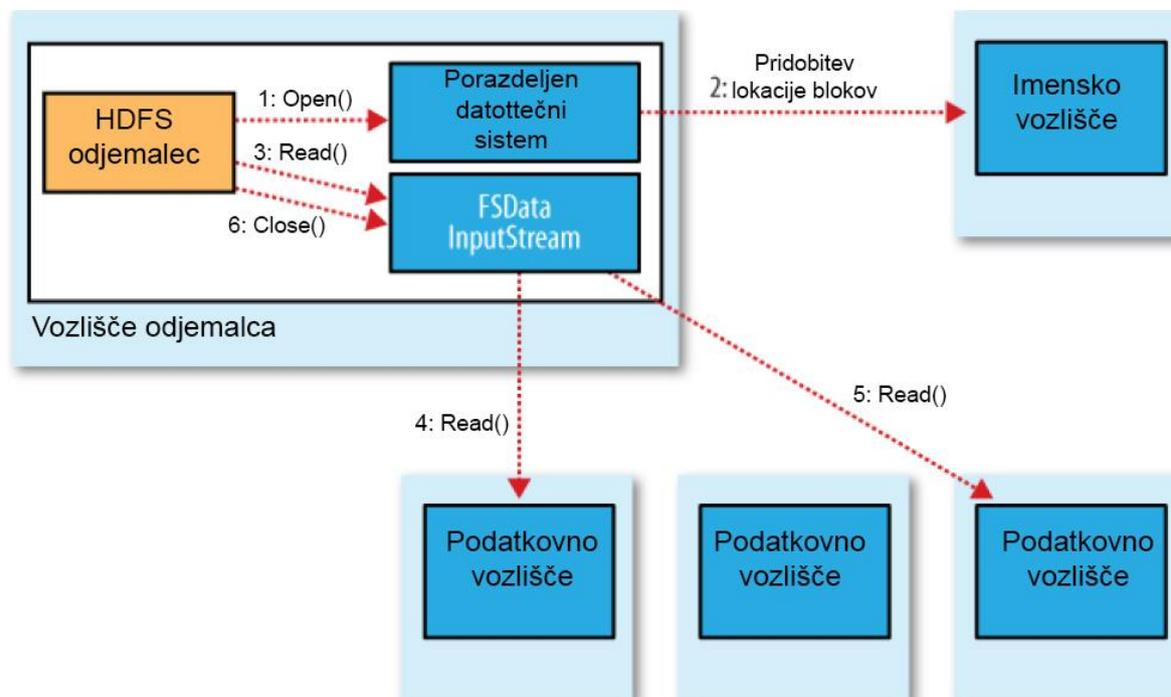 HDFS
odjemalec
1: Open()
3: Read()
6: Close()
Porazdeljen
datottečni
sistem
FSData
InputStream
Vozlišče odjemalca
Pridobitev
2: lokacije blokov
Imensko
vozlišče
4: Read()
5: Read()
Podatkovno
vozlišče
Podatkovno
vozlišče
Podatkovno
vozlišče